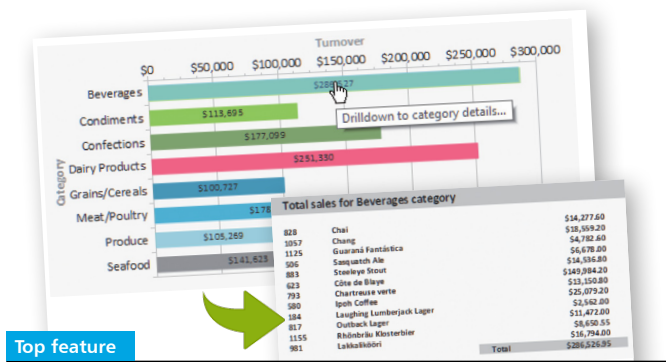 Turnover
$0 $50,000 $100,000 $150,000 $200,000 $250,000 $300,000
Category
Beverages
Condiments $113,695
Drilldown to category details...
Confections $177,099
Dairy Products $231,330
Grains/Cereals $100,727
Meat/Poultry $178
Produce $105,269
Seafood $141,623
Total sales for Beverages category
828 Chai $14,277.60
1057 Chang $18,559.20
1125 Guaraná Fantástica $4,782.60
506 Sasquatch Ale $6,678.00
883 Steeleye Stout $14,536.80
623 Côte de Blaye $149,984.20
793 Chartreuse verte $13,150.80
580 Ipoh Coffee $25,079.20
184 Laughing Lumberjack Lager $2,562.00
817 Outback Lager $11,472.00
1155 Rhönbräu Klosterbier $8,650.55
981 Lakkalikööri $16,794.00
Total $286,526.95
Top feature